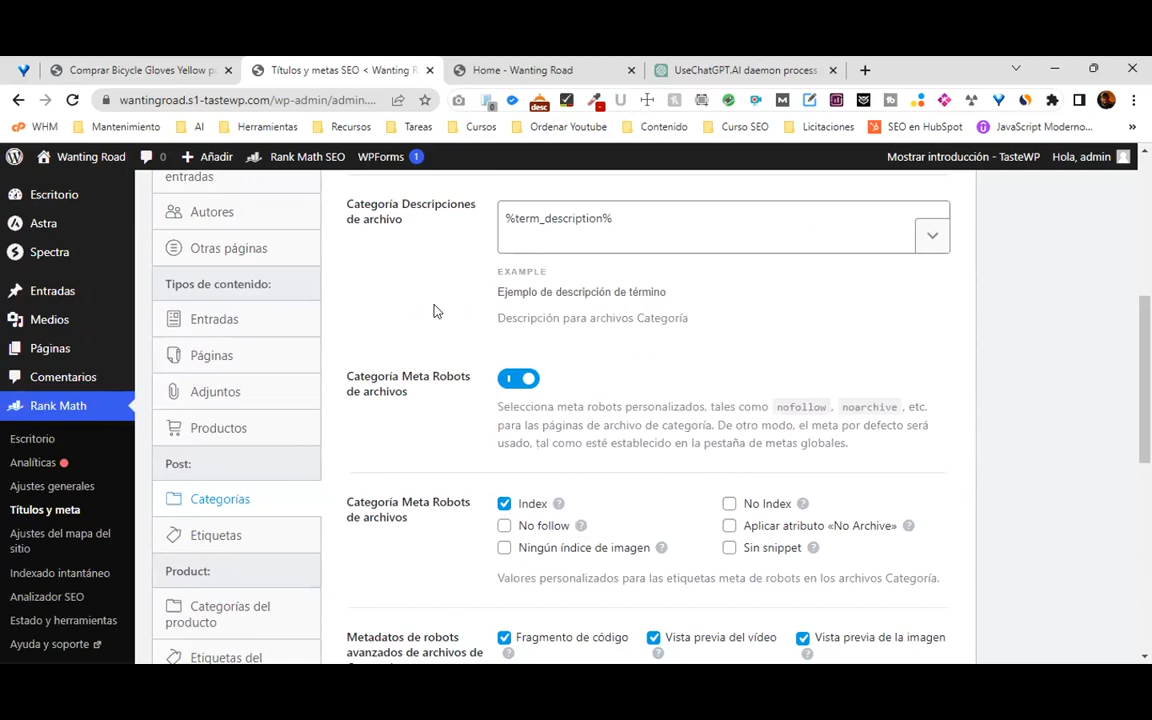 Comprar Bicycle Gloves Yellow p
Títulos y metas SEO < Wanting R
Home - Wanting Road
UseChatGPT.AI daemon process
wantingroad.s1-tastewp.com/wp-admin/admin....
WHM
Mantenimiento
AI
Herramientas
Recursos
Tareas
Cursos
Ordenar Youtube
Contenido
Curso SEO
Licitaciones
SEO en HubSpot
JavaScript Moderno...
Wanting Road
0
Añadir
Rank Math SEO
WPForms 1
Mostrar introducción - TasteWP
Hola, admin
Escritorio
Astra
Spectra
Entradas
Medios
Páginas
Comentarios
Rank Math
Escritorio
Analíticas
Ajustes generales
Títulos y meta
Ajustes del mapa del
sitio
Indexado intantáneo
Analizador SEO
Estado y herramientas
Ayuda y soporte
entradas
Autores
Otras páginas
Tipos de contenido:
Entradas
Páginas
Adjuntos
Productos
Post:
Categorías
Etiquetas
Product:
Categorías del
producto
Etiquetas del
Categoría Descripciones
de archivo
%term_description%
EXAMPLE
Ejemplo de descripción de término
Descripción para archivos Categoría
Categoría Meta Robots
de archivos
Selecciona meta robots personalizados, tales como nofollow, noarchive, etc.
para las páginas de archivo de categoría. De otro modo, el meta por defecto será
usado, tal como esté establecido en la pestaña de metas globales.
Categoría Meta Robots
de archivos
Index
No Index
No follow
Aplicar atributo «No Archive»
Ningún índice de imagen
Sin snippet
Valores personalizados para las etiquetas meta de robots en los archivos Categoría.
Metadatos de robots
avanzados de archivos de
Fragmento de código
Vista previa del vídeo
Vista previa de la imagen